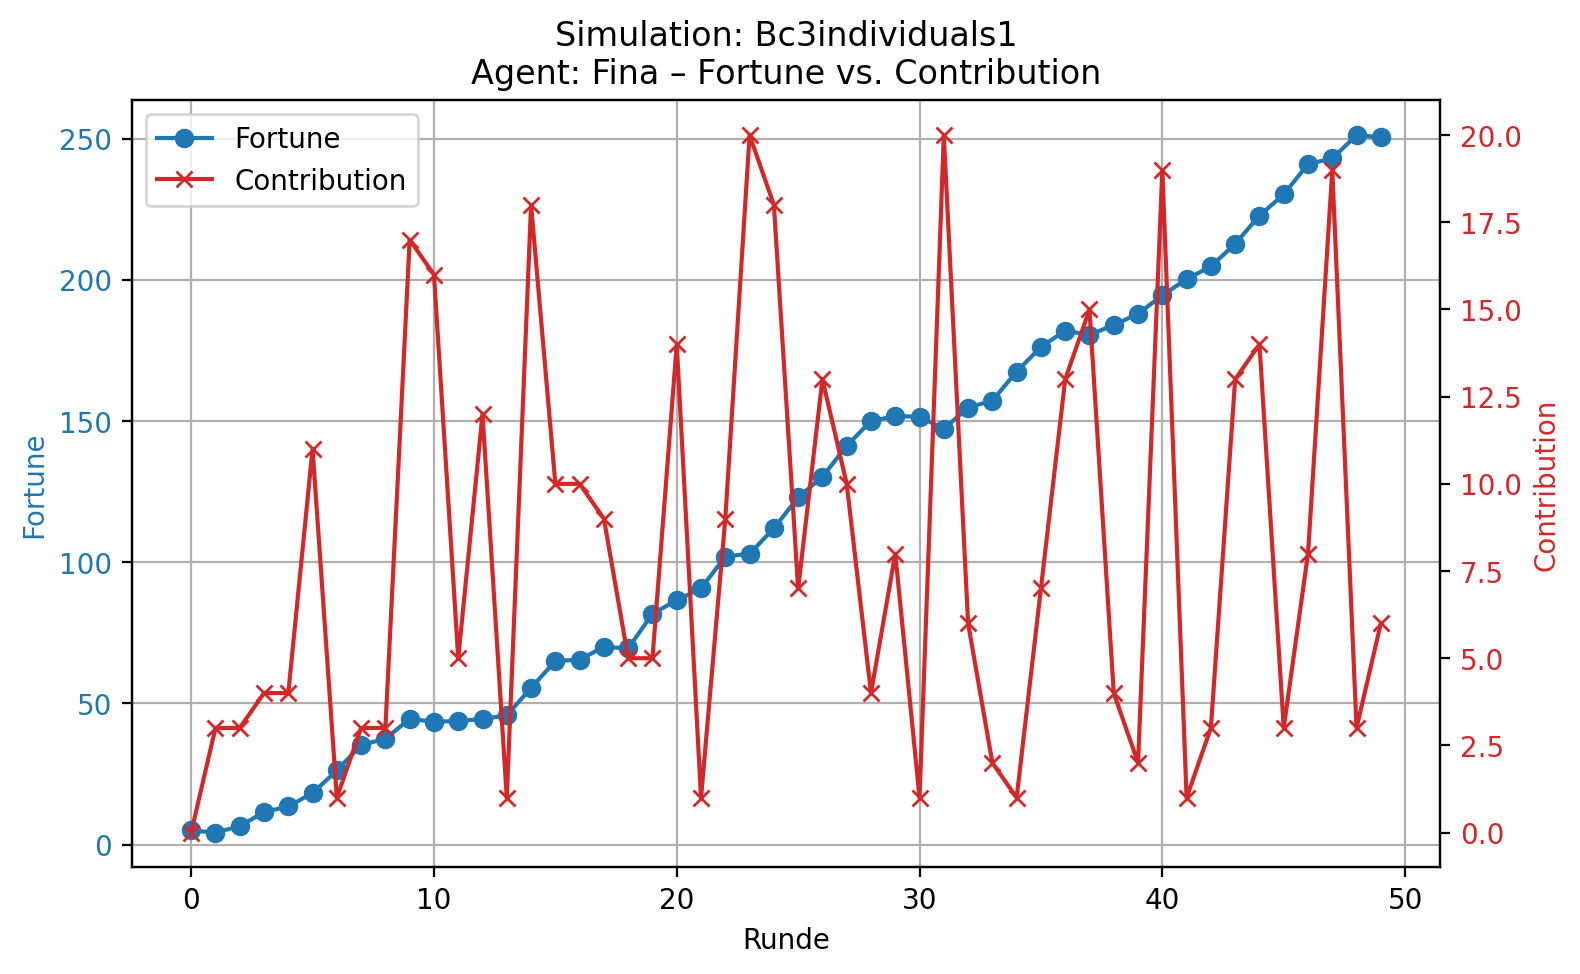 Simulation: Bc3individuals1
Agent: Fina – Fortune vs. Contribution
Fortune
Contribution
250
200
150
100
50
0
Fortune
20.0
17.5
15.0
12.5
10.0
7.5
5.0
2.5
0.0
Contribution
0 10 20 30 40 50
Runde